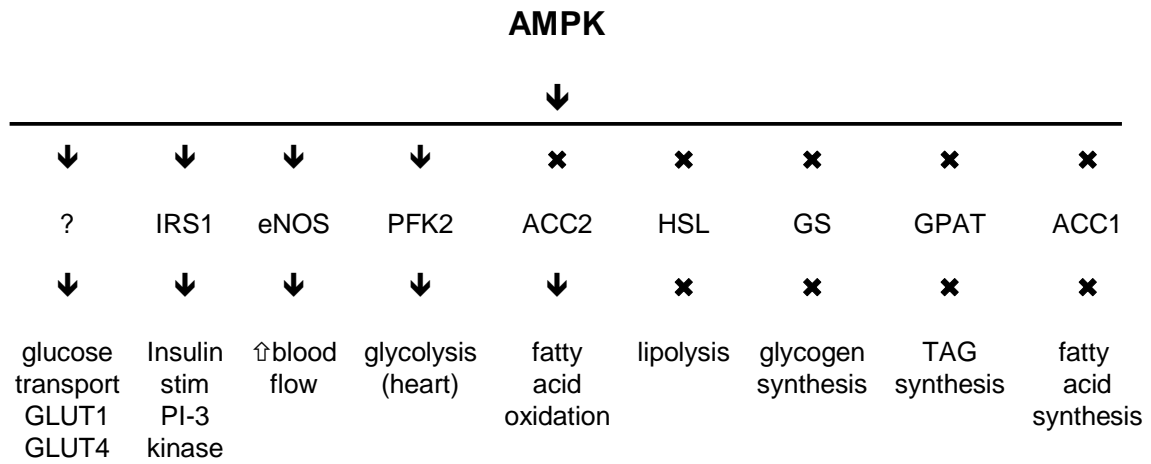 AMPK
? IRS1 eNOS PFK2 ACC2 HSL GS GPAT ACC1
glucose Insulin ⇧blood glycolysis fatty lipolysis glycogen TAG fatty
transport stim flow (heart) acid synthesis synthesis acid
GLUT1 PI-3 oxidation synthesis
GLUT4 kinase